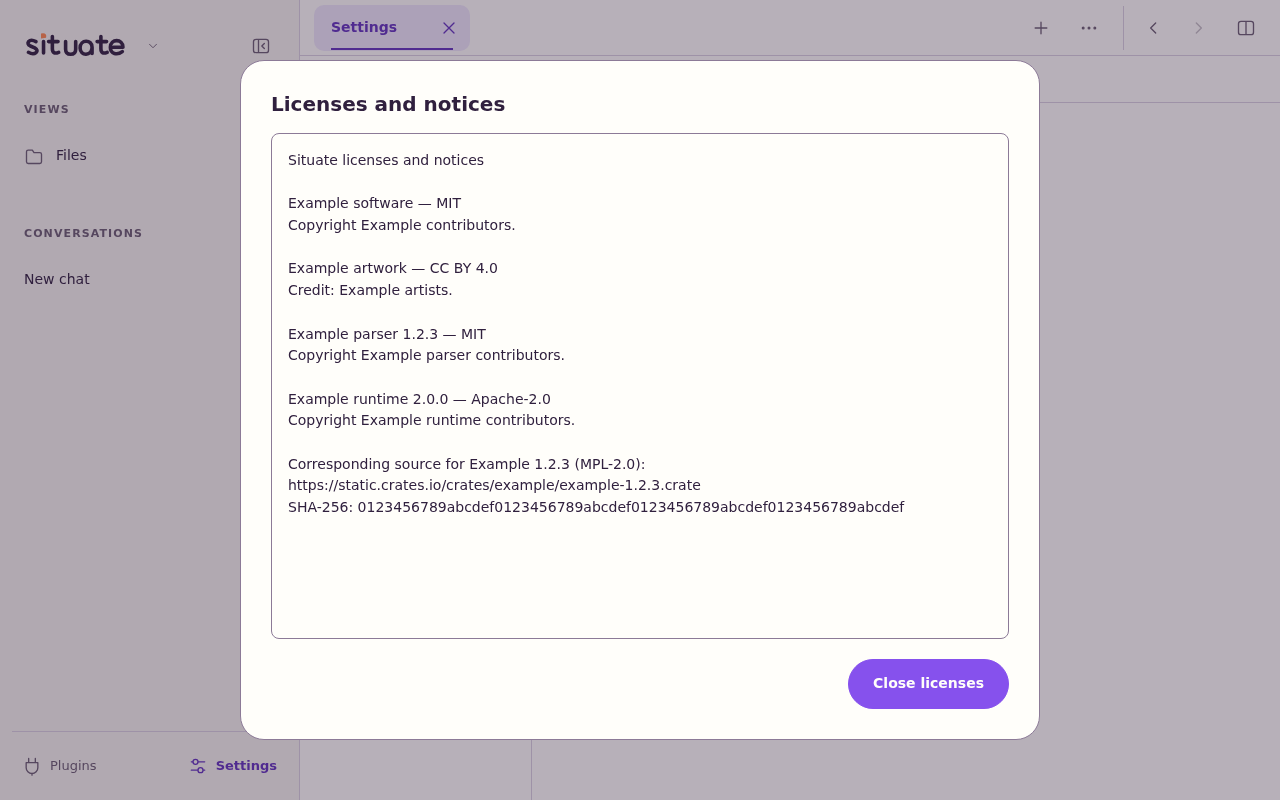 situate
Settings
VIEWS
Files
CONVERSATIONS
New chat
Plugins
Settings
Licenses and notices
Situate licenses and notices
Example software — MIT
Copyright Example contributors.
Example artwork — CC BY 4.0
Credit: Example artists.
Example parser 1.2.3 — MIT
Copyright Example parser contributors.
Example runtime 2.0.0 — Apache-2.0
Copyright Example runtime contributors.
Corresponding source for Example 1.2.3 (MPL-2.0):
https://static.crates.io/crates/example/example-1.2.3.crate
SHA-256: 0123456789abcdef0123456789abcdef0123456789abcdef0123456789abcdef
Close licenses